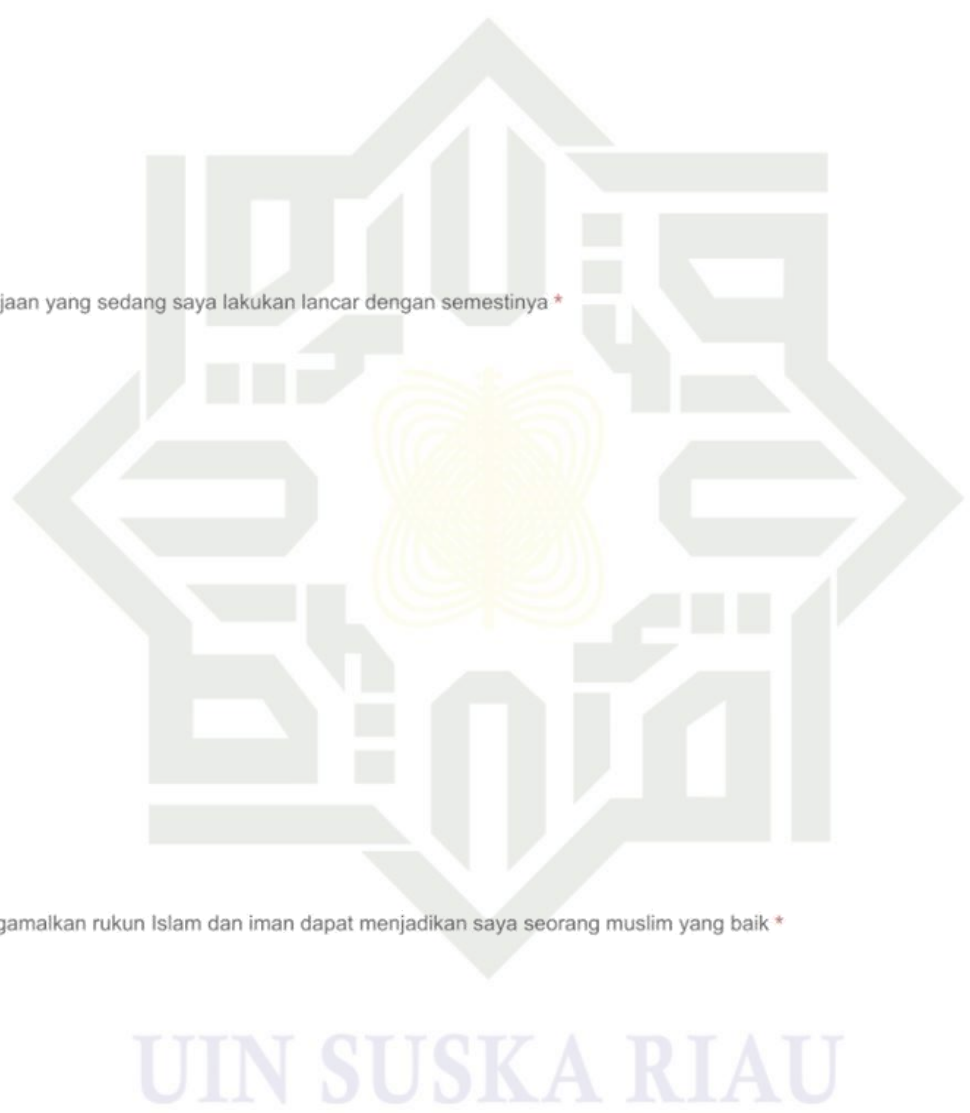 jaan yang sedang saya lakukan lancar dengan semestinya *
gamalkan rukun Islam dan iman dapat menjadikan saya seorang muslim yang baik *
UIN SUSKA RIAU